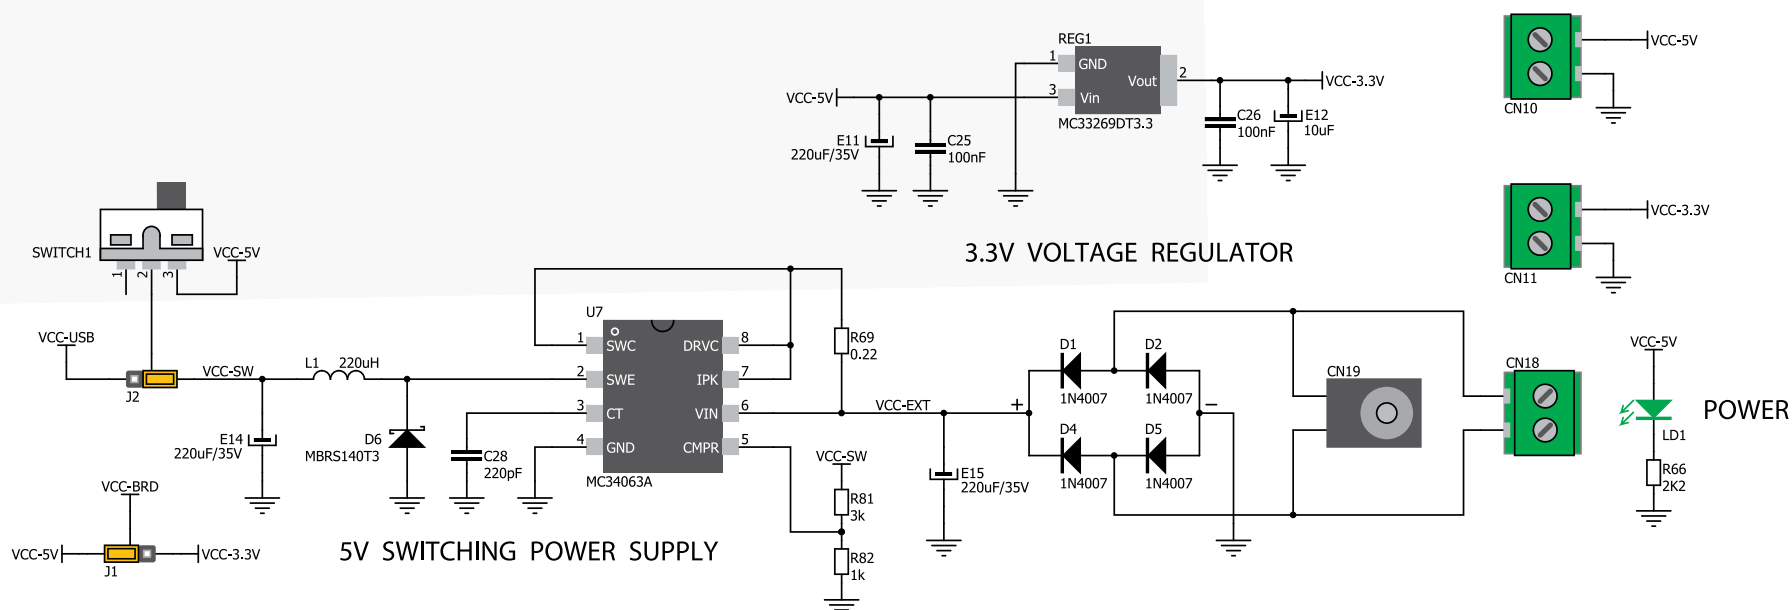 REG1
1
GND
Vout
2
3
Vin
MC33269DT3.3
VCC-5V
E11
220uF/35V
C25
100nF
C26
100nF
E12
10uF
VCC-3.3V
3.3V VOLTAGE REGULATOR
CN10
VCC-5V
CN11
VCC-3.3V
SWITCH1
1
2
3
VCC-5V
VCC-USB
J2
VCC-SW
L1
220uH
E14
220uF/35V
D6
MBRS140T3
C28
220pF
U7
1
SWC
2
SWE
3
CT
4
GND
DRVC
8
IPK
7
VIN
6
CMPR
5
MC34063A
R69
0.22
VCC-SW
R81
3k
R82
1k
VCC-EXT
E15
220uF/35V
+
-
D1
1N4007
D2
1N4007
D4
1N4007
D5
1N4007
CN19
CN18
VCC-5V
LD1
POWER
R66
2K2
VCC-BRD
VCC-5V
VCC-3.3V
J1
5V SWITCHING POWER SUPPLY